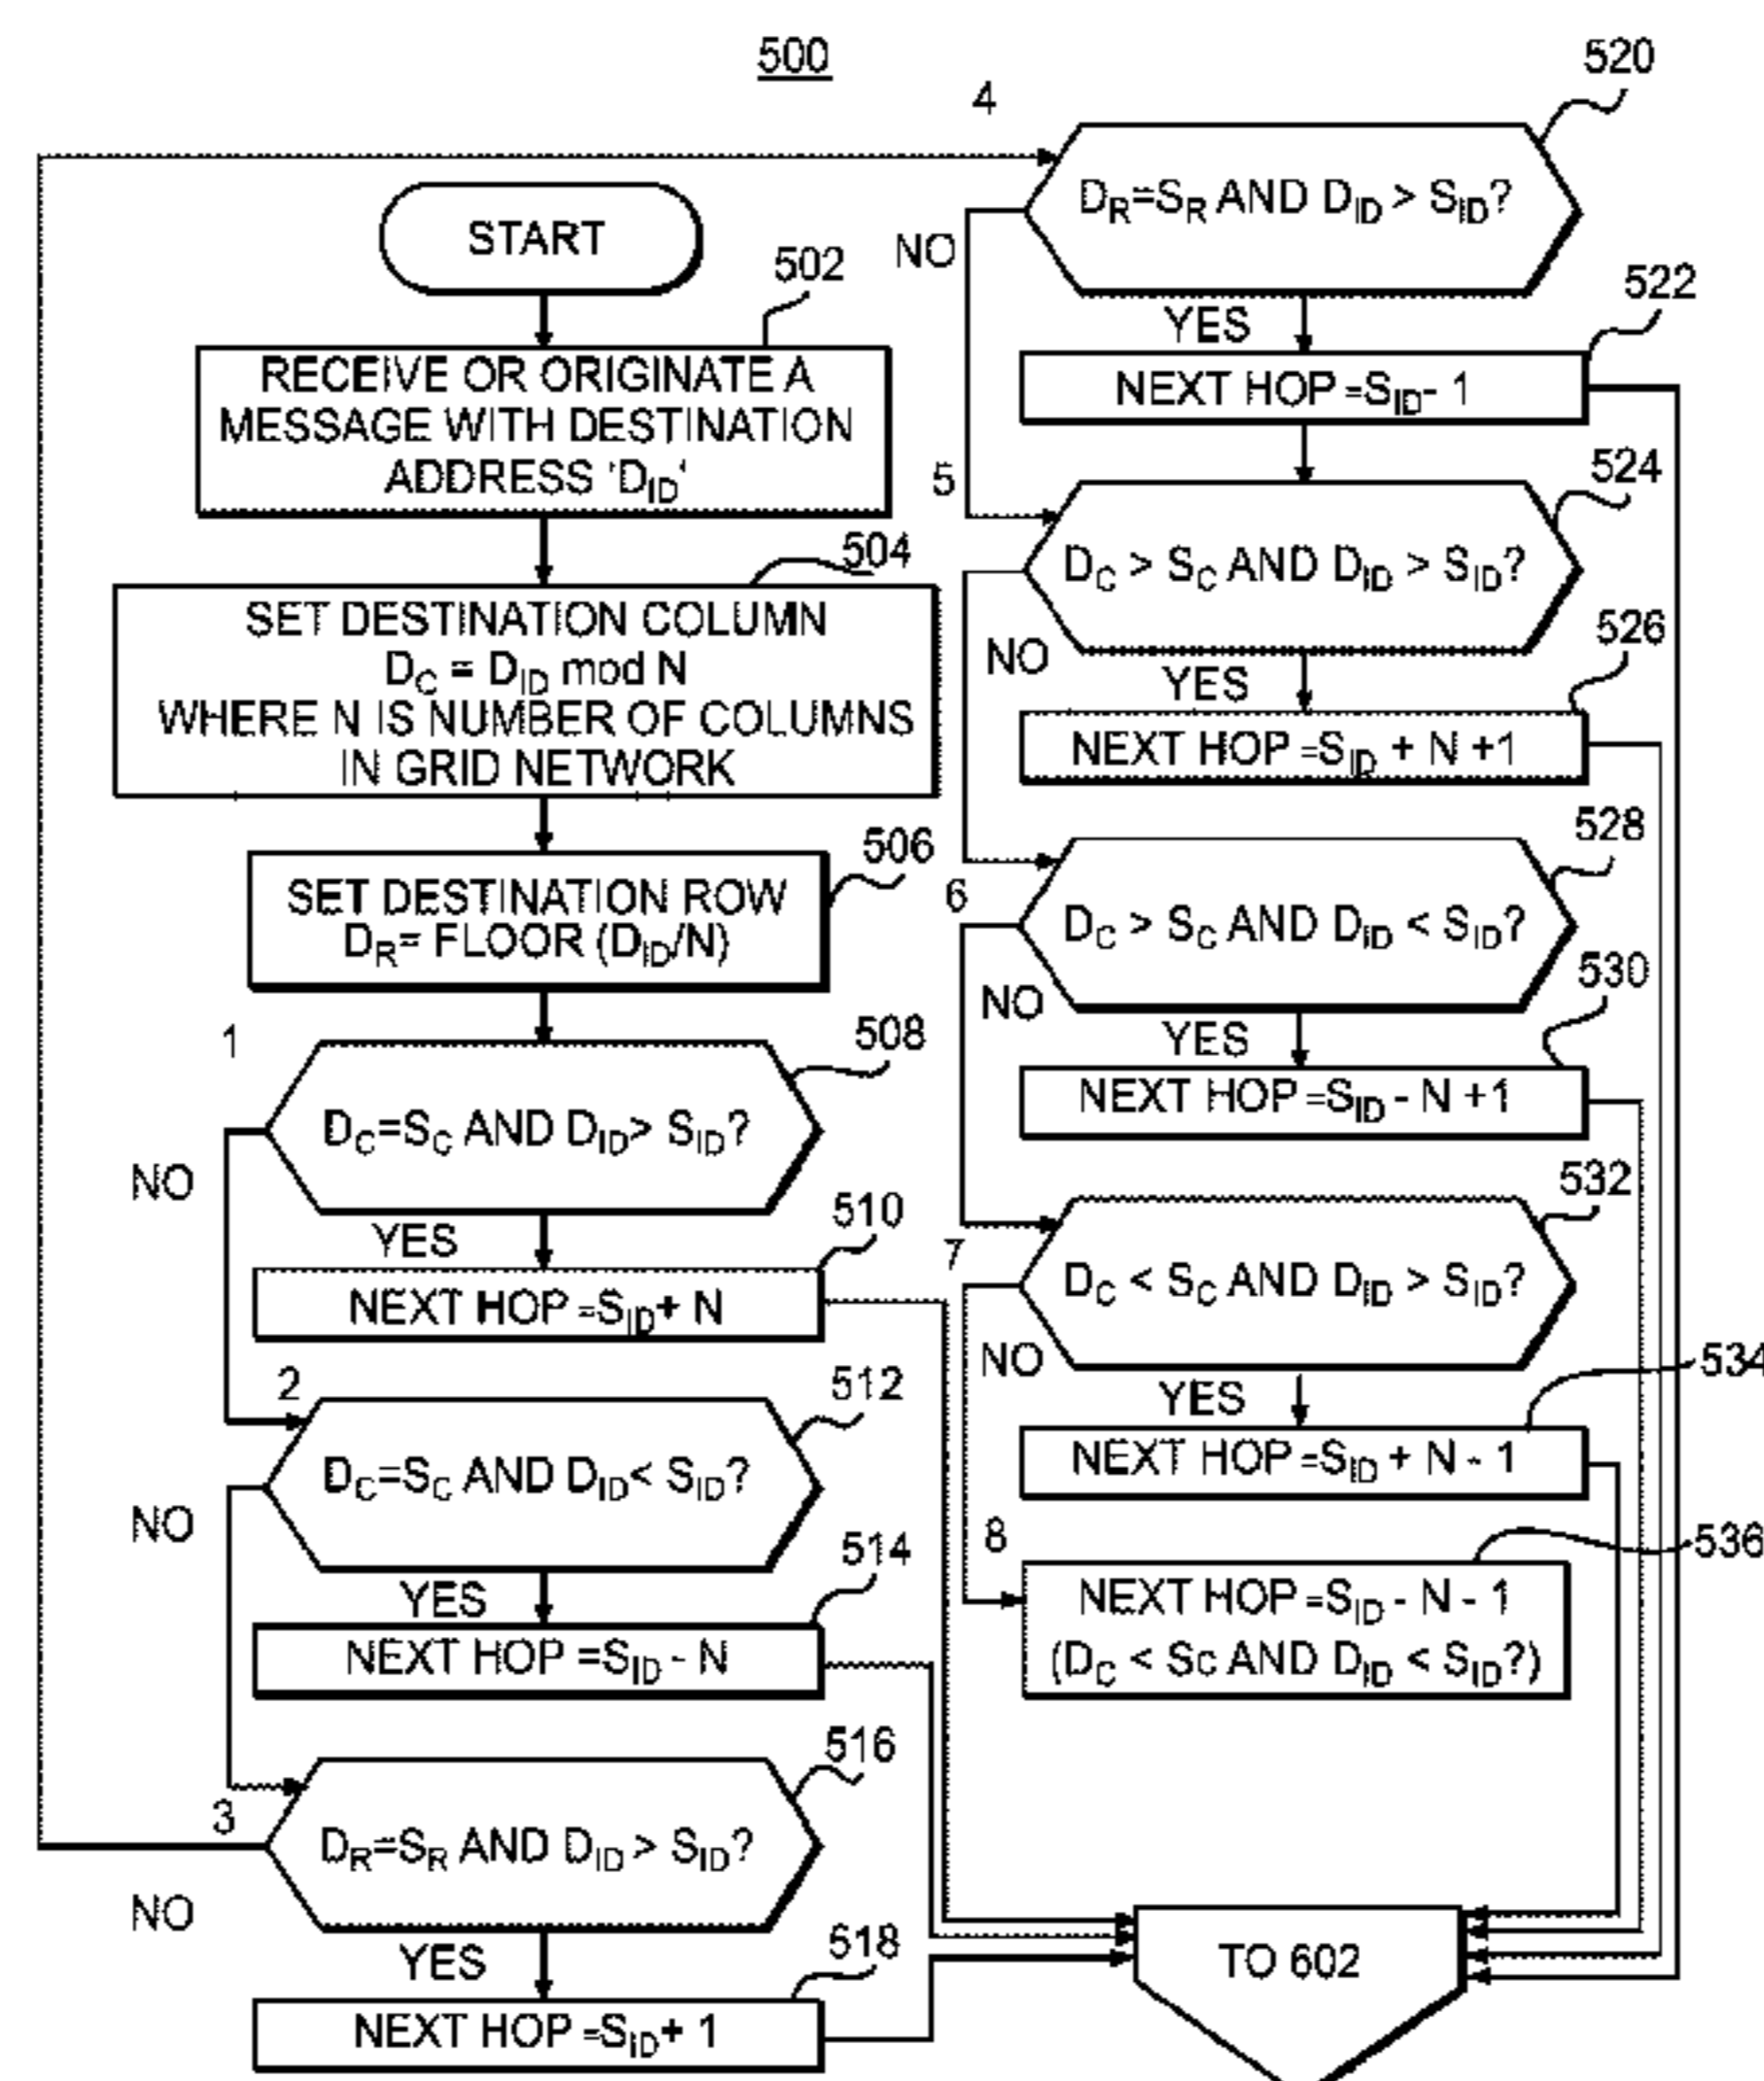 500
START
502
RECEIVE OR ORIGINATE A
MESSAGE WITH DESTINATION
ADDRESS 'D_ID'
504
SET DESTINATION COLUMN
D_C = D_ID mod N
WHERE N IS NUMBER OF COLUMNS
IN GRID NETWORK
506
SET DESTINATION ROW
D_R= FLOOR (D_ID/N)
1
508
D_C=S_C AND D_ID> S_ID?
NO
YES
510
NEXT HOP =S_ID+ N
2
512
D_C=S_C AND D_ID< S_ID?
NO
YES
514
NEXT HOP =S_ID - N
516
3
D_R=S_R AND D_ID > S_ID?
NO
YES
518
NEXT HOP =S_ID+ 1
4
520
D_R=S_R AND D_ID > S_ID?
NO
YES
522
NEXT HOP =S_ID- 1
5
524
D_C > S_C AND D_ID > S_ID?
NO
YES
526
NEXT HOP =S_ID + N +1
528
6
D_C > S_C AND D_ID < S_ID?
NO
YES
530
NEXT HOP =S_ID - N +1
532
7
D_C < S_C AND D_ID > S_ID?
NO
YES
534
NEXT HOP =S_ID + N - 1
8
536
NEXT HOP =S_ID - N - 1
(D_C < Sc AND D_ID < S_ID?)
TO 602